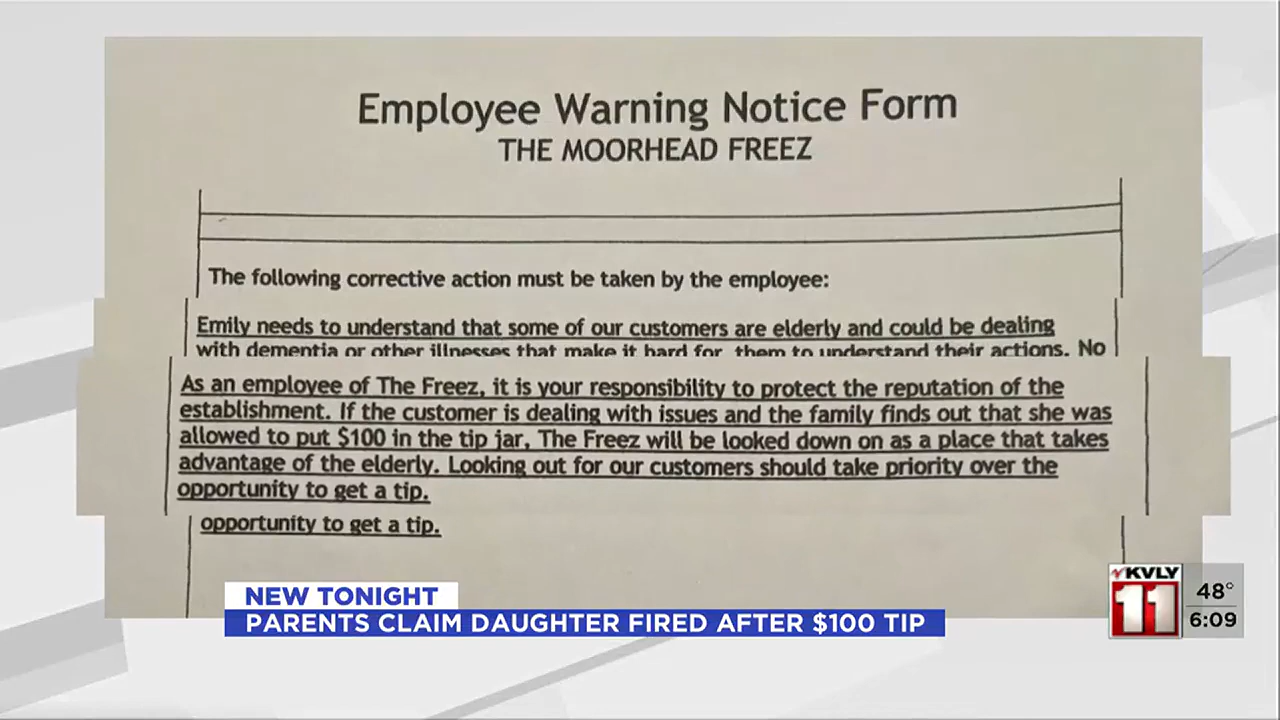 Employee Warning Notice Form
THE MOORHEAD FREEZ
The following corrective action must be taken by the employee:
Emily needs to understand that some of our customers are elderly and could be dealing
with dementia or other illnesses that make it hard for them to understand their actions. No
As an employee of The Freez, it is your responsibility to protect the reputation of the
establishment. If the customer is dealing with issues and the family finds out that she was
allowed to put $100 in the tip jar, The Freez will be looked down on as a place that takes
advantage of the elderly. Looking out for our customers should take priority over the
opportunity to get a tip.
opportunity to get a tip.
NEW TONIGHT
PARENTS CLAIM DAUGHTER FIRED AFTER $100 TIP
KVLY
11
48°
6:09